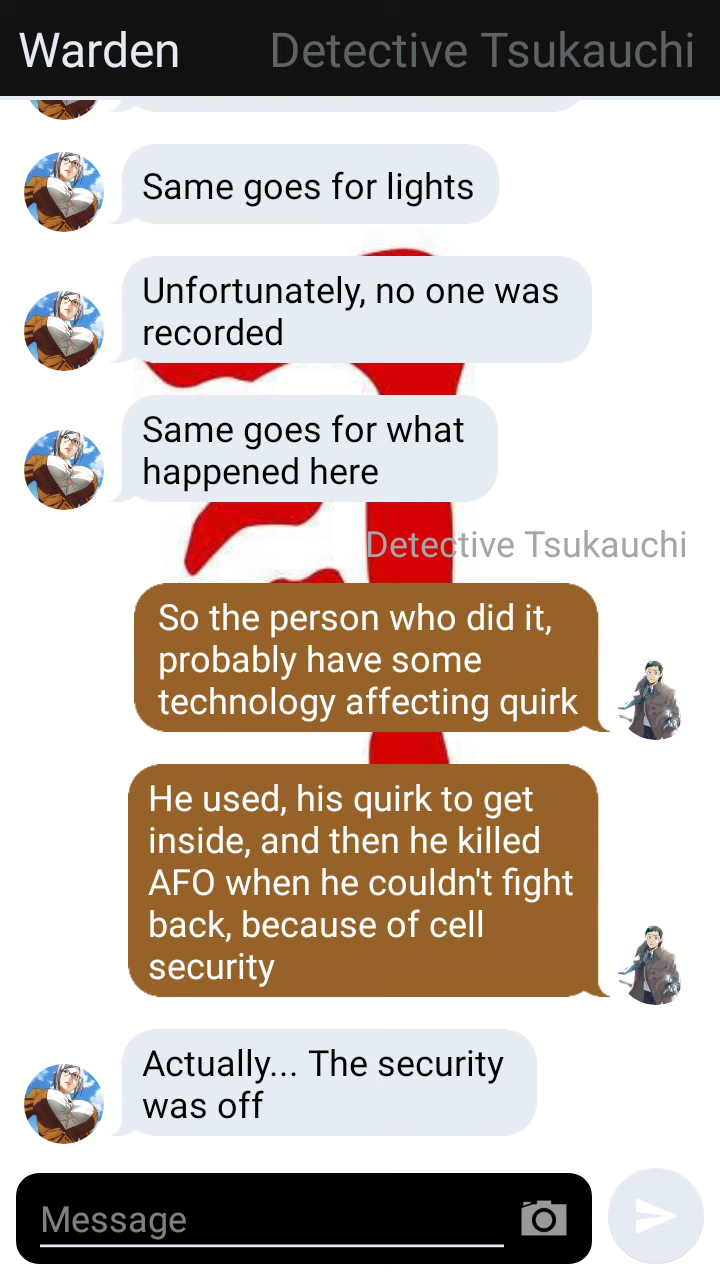 Warden Detective Tsukauchi
Same goes for lights
Unfortunately, no one was
recorded
Same goes for what
happened here
Detective Tsukauchi
So the person who did it,
probably have some
technology affecting quirk
He used, his quirk to get
inside, and then he killed
AFO when he couldn't fight
back, because of cell
security
Actually... The security
was off
Message